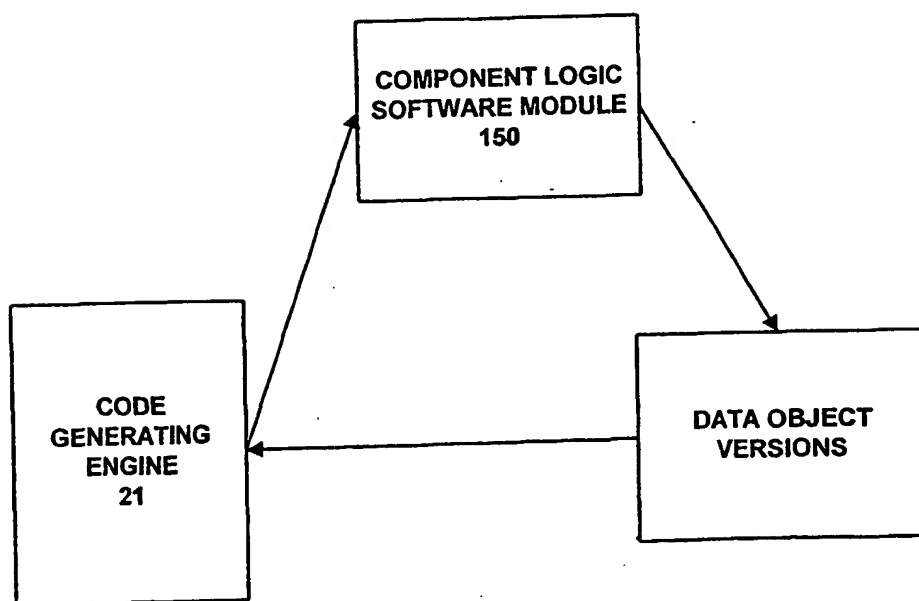 COMPONENT LOGIC
SOFTWARE MODULE
150
CODE
GENERATING
ENGINE
21
DATA OBJECT
VERSIONS